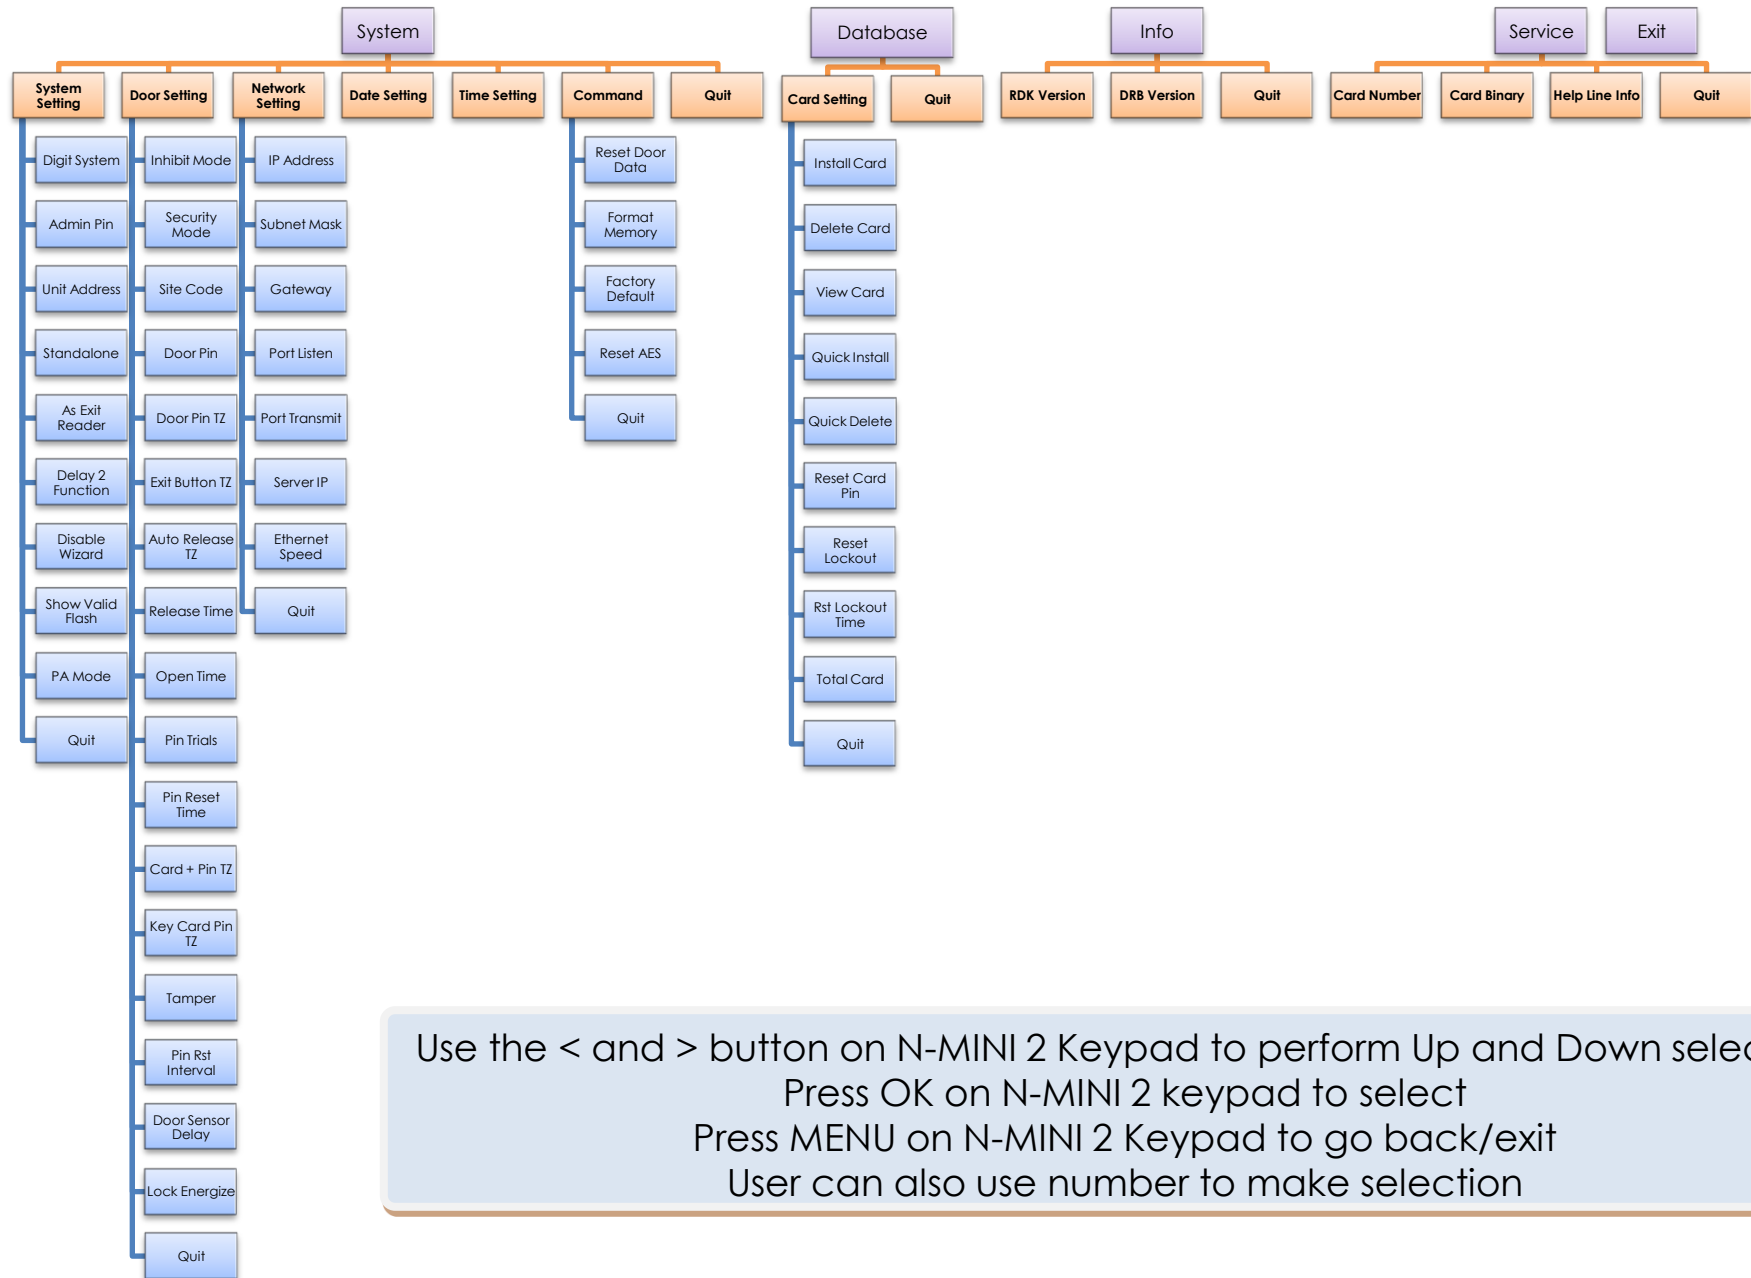 System
Database
Info
Service
Exit
System
Setting
Door Setting
Network
Setting
Date Setting
Time Setting
Command
Quit
Card Setting
Quit
RDK Version
DRB Version
Quit
Card Number
Card Binary
Help Line Info
Quit
Digit System
Admin Pin
Unit Address
Standalone
As Exit
Reader
Delay 2
Function
Disable
Wizard
Show Valid
Flash
PA Mode
Quit
Inhibit Mode
Security
Mode
Site Code
Door Pin
Door Pin TZ
Exit Button TZ
Auto Release
TZ
Release Time
Open Time
Pin Trials
Pin Reset
Time
Card + Pin TZ
Key Card Pin
TZ
Tamper
Pin Rst
Interval
Door Sensor
Delay
Lock Energize
Quit
IP Address
Subnet Mask
Gateway
Port Listen
Port Transmit
Server IP
Ethernet
Speed
Quit
Reset Door
Data
Format
Memory
Factory
Default
Reset AES
Quit
Install Card
Delete Card
View Card
Quick Install
Quick Delete
Reset Card
Pin
Reset
Lockout
Rst Lockout
Time
Total Card
Quit
Use the < and > button on N-MINI 2 Keypad to perform Up and Down selec
Press OK on N-MINI 2 keypad to select
Press MENU on N-MINI 2 Keypad to go back/exit
User can also use number to make selection